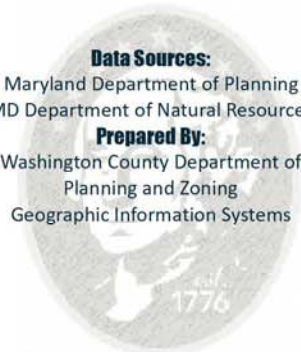 Data Sources:
Maryland Department of Planning
MD Department of Natural Resource
Prepared By:
Washington County Department of
Planning and Zoning
Geographic Information Systems
est.
1776